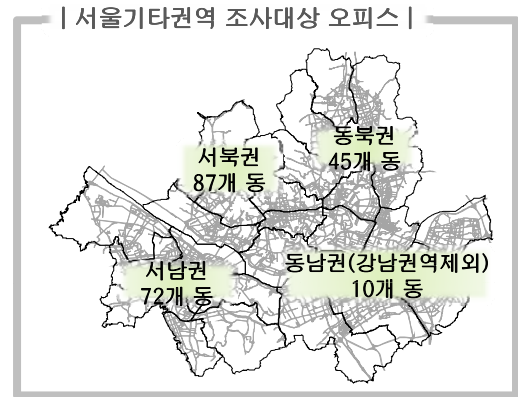 | 서울기타권역 조사대상 오피스 |
동북권
45개 동
서북권
87개 동
서남권
72개 동
동남권(강남권역제외)
10개 동